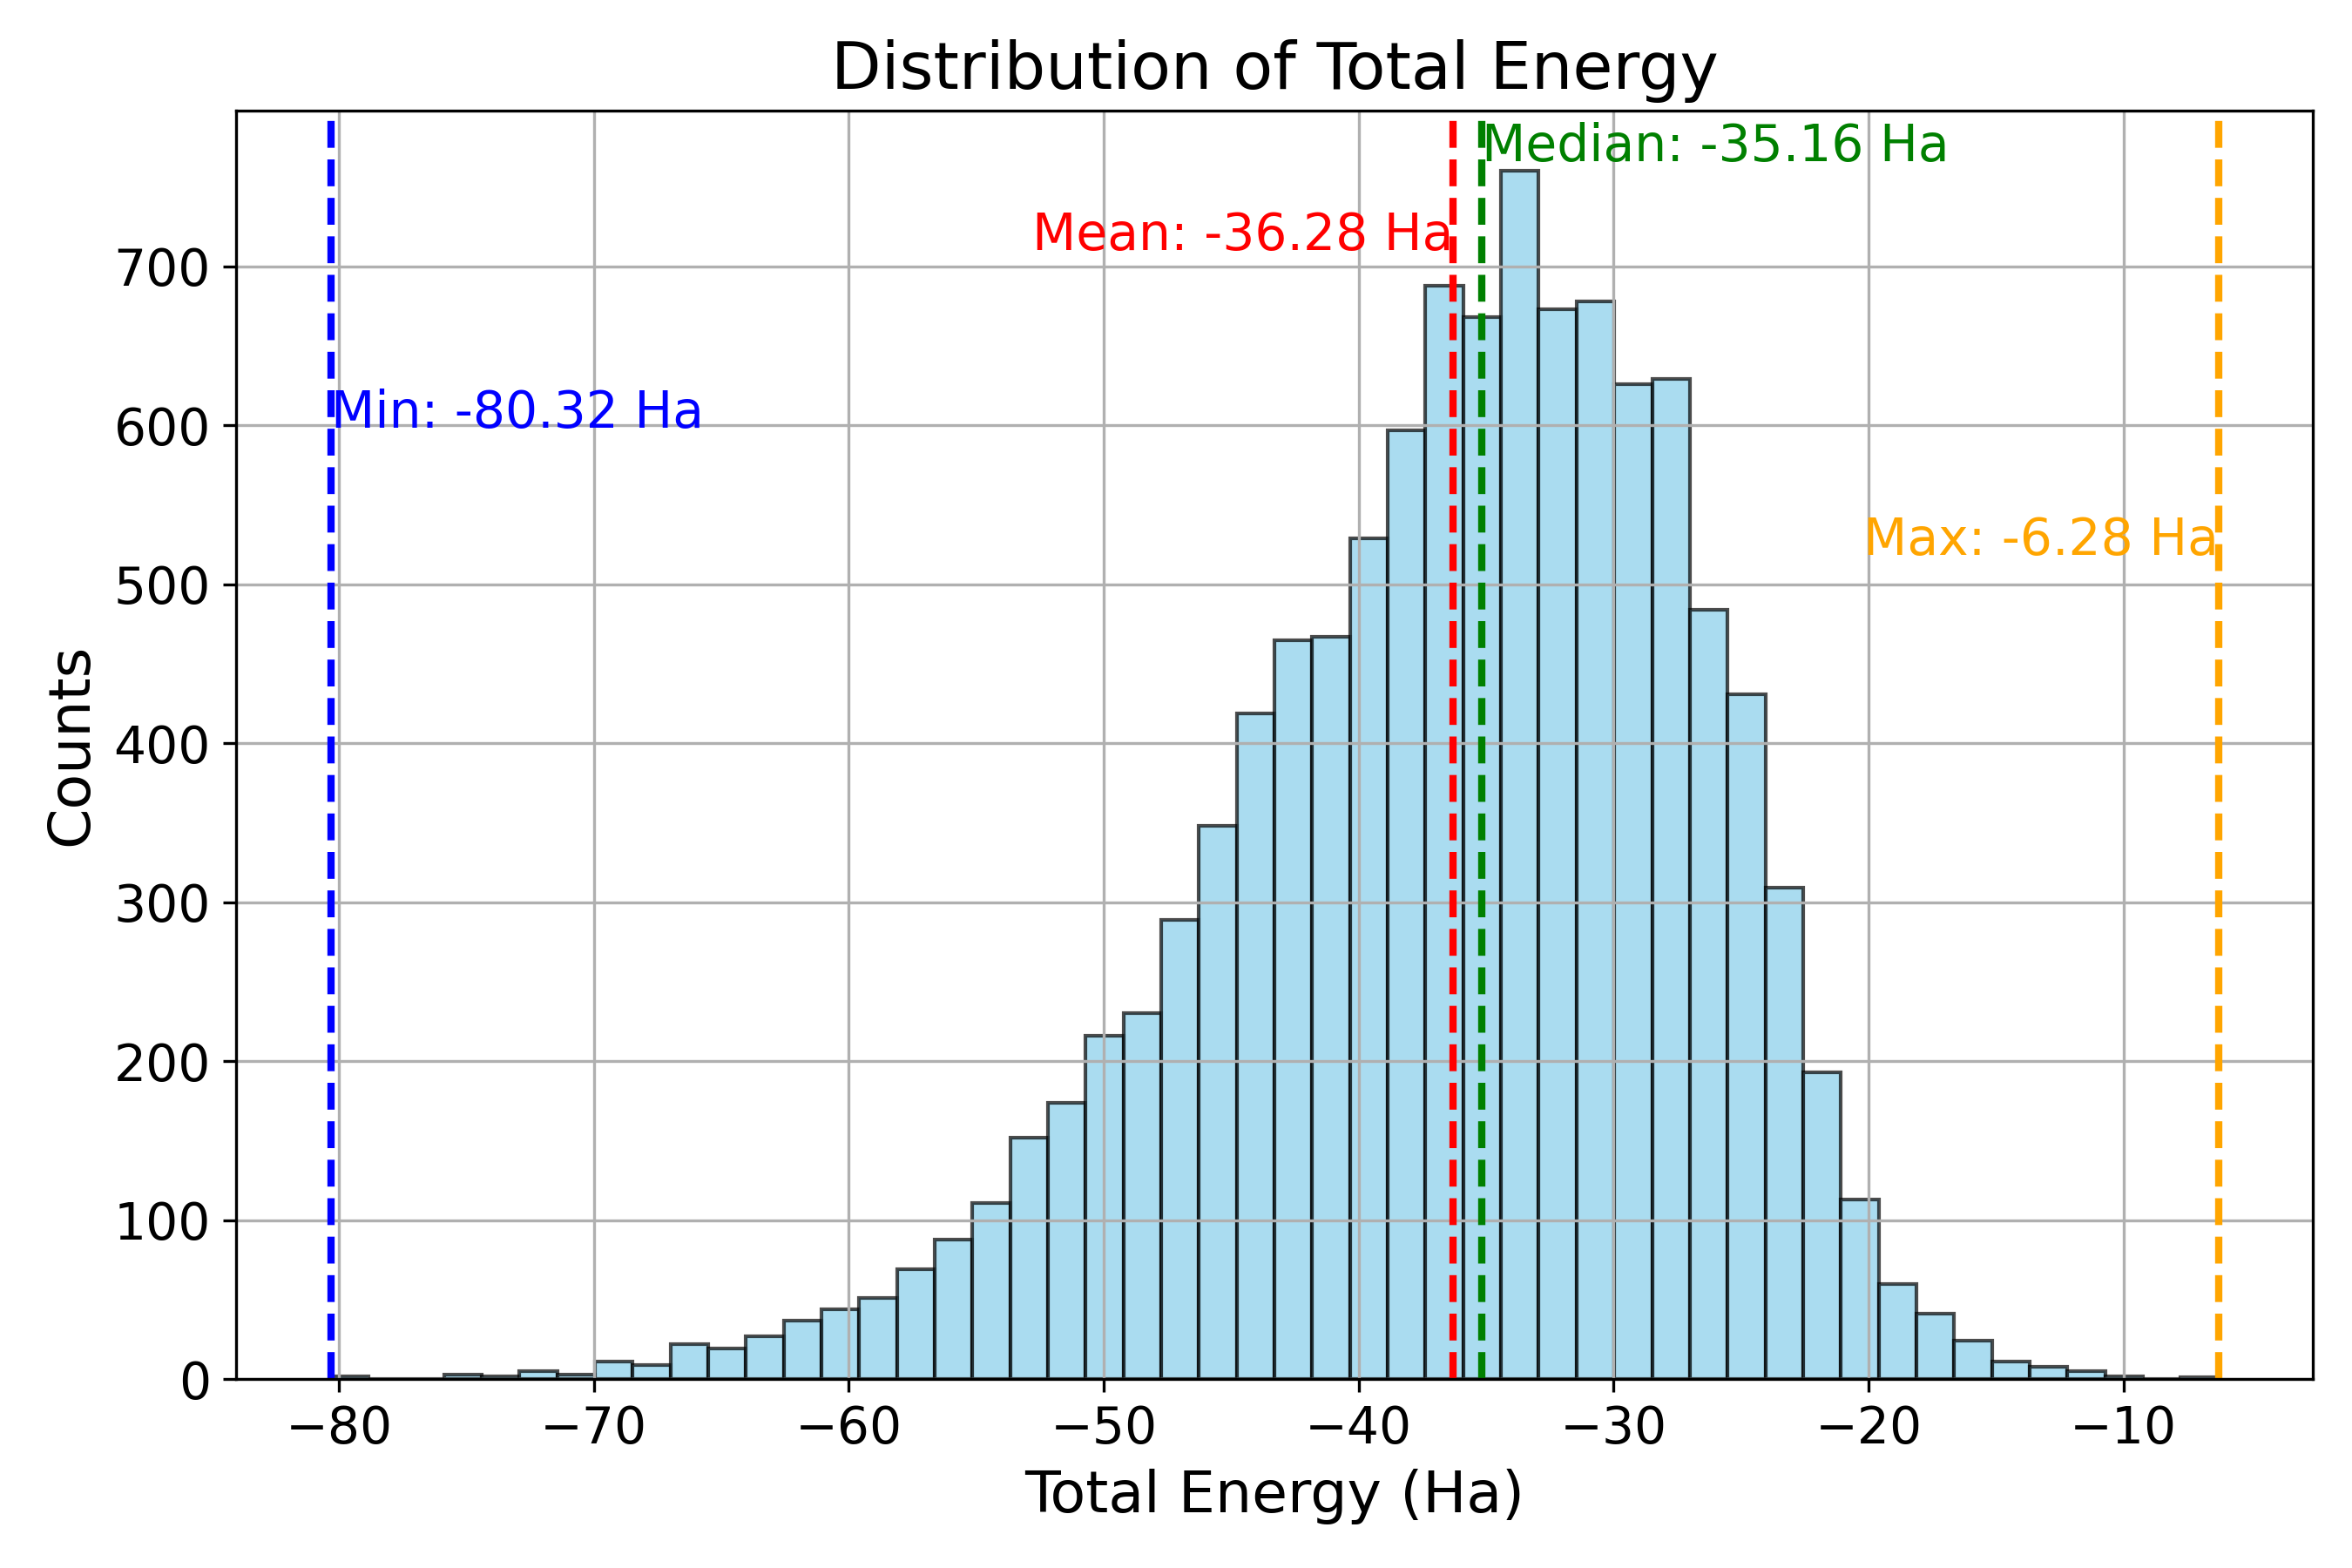 Distribution of Total Energy
Median: -35.16 Ha
Mean: -36.28 Ha
Min: -80.32 Ha
Max: -6.28 Ha
Counts
700
600
500
400
300
200
100
0
−80 −70 −60 −50 −40 −30 −20 −10
Total Energy (Ha)